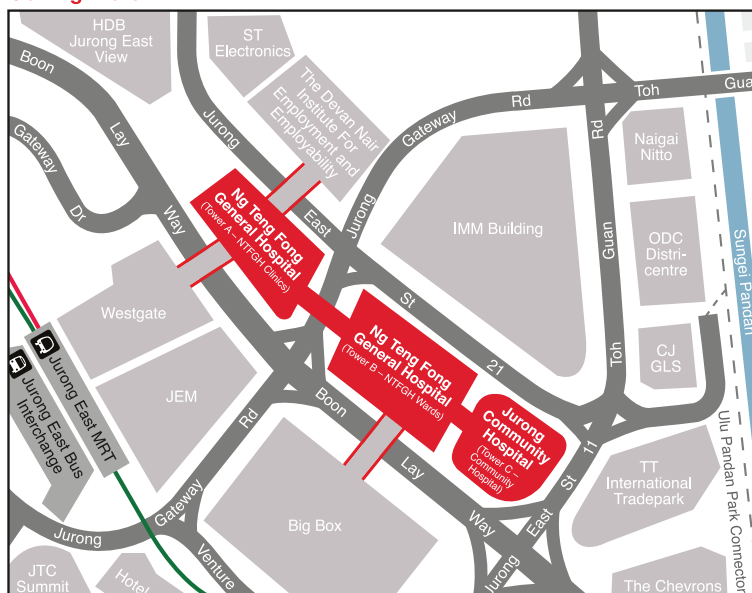 HDB
Jurong East
View
ST
Electronics
The Devan Nair
Institute For
Employment and
Employability
Boon
Lay
Way
Gateway
Dr
Jurong
East
St
21
Jurong
Gateway
Rd
Toh
Gua
Rd
Guan
Toh
Naigai
Nitto
ODC
Distri-
centre
CJ
GLS
Sungei Pandan
Ulu Pandan Park Connector
IMM Building
Ng Teng Fong
General Hospital
(Tower A - NTFGH Clinics)
Westgate
Ng Teng Fong
General Hospital
(Tower B – NTFGH Wards)
Jurong
Community
Hospital
(Tower C –
Community
Hospital)
JEM
Jurong East MRT
Jurong East Bus
Interchange
Boon
Lay
Way
Jurong
East
St
11
TT
International
Tradepark
Big Box
Jurong
Gateway
Rd
Venture
JTC
Summit
Hotel
The Chevrons